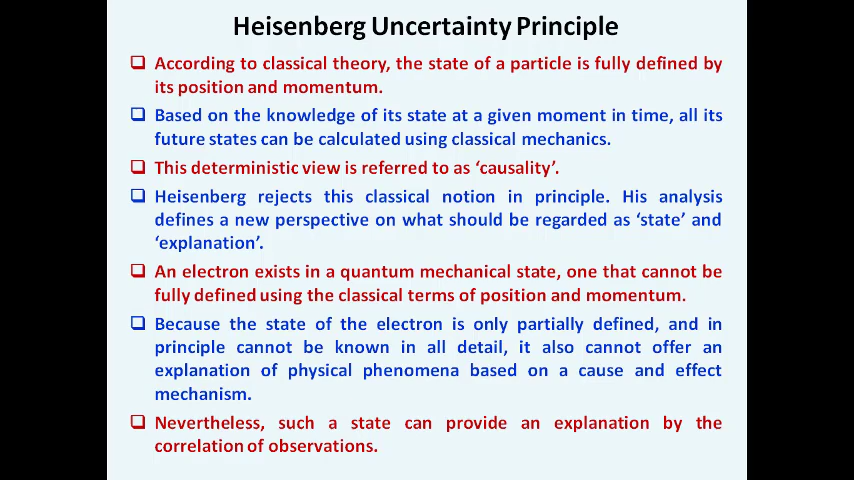 Heisenberg Uncertainty Principle
❑ According to classical theory, the state of a particle is fully defined by
its position and momentum.
❑ Based on the knowledge of its state at a given moment in time, all its
future states can be calculated using classical mechanics.
❑ This deterministic view is referred to as ‘causality’.
❑ Heisenberg rejects this classical notion in principle. His analysis
defines a new perspective on what should be regarded as ‘state’ and
‘explanation’.
❑ An electron exists in a quantum mechanical state, one that cannot be
fully defined using the classical terms of position and momentum.
❑ Because the state of the electron is only partially defined, and in
principle cannot be known in all detail, it also cannot offer an
explanation of physical phenomena based on a cause and effect
mechanism.
❑ Nevertheless, such a state can provide an explanation by the
correlation of observations.